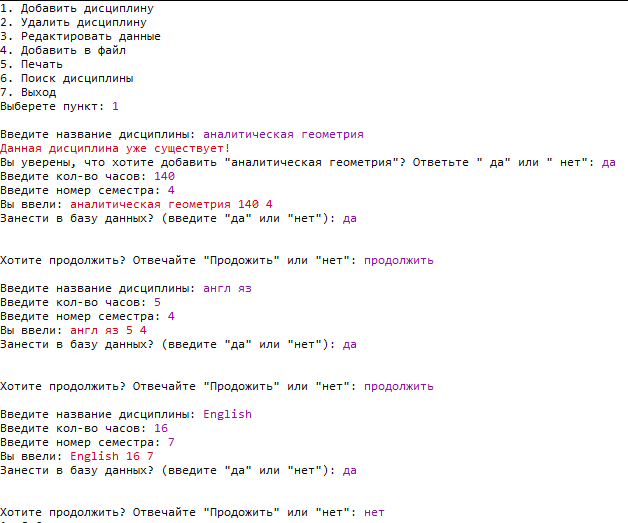 1. Добавить дисциплину
2. Удалить дисциплину
3. Редактировать данные
4. Добавить в файл
5. Печать
6. Поиск дисциплины
7. Выход
Выберете пункт: 1
Введите название дисциплины: аналитическая геометрия
Данная дисциплина уже существует!
Вы уверены, что хотите добавить "аналитическая геометрия"? Ответьте " да" или " нет": да
Введите кол-во часов: 140
Введите номер семестра: 4
Вы ввели: аналитическая геометрия 140 4
Занести в базу данных? (введите "да" или "нет"): да
Хотите продолжить? Отвечайте "Продожить" или "нет": продолжить
Введите название дисциплины: англ яз
Введите кол-во часов: 5
Введите номер семестра: 4
Вы ввели: англ яз 5 4
Занести в базу данных? (введите "да" или "нет"): да
Хотите продолжить? Отвечайте "Продожить" или "нет": продолжить
Введите название дисциплины: English
Введите кол-во часов: 16
Введите номер семестра: 7
Вы ввели: English 16 7
Занести в базу данных? (введите "да" или "нет"): да
Хотите продолжить? Отвечайте "Продожить" или "нет": нет